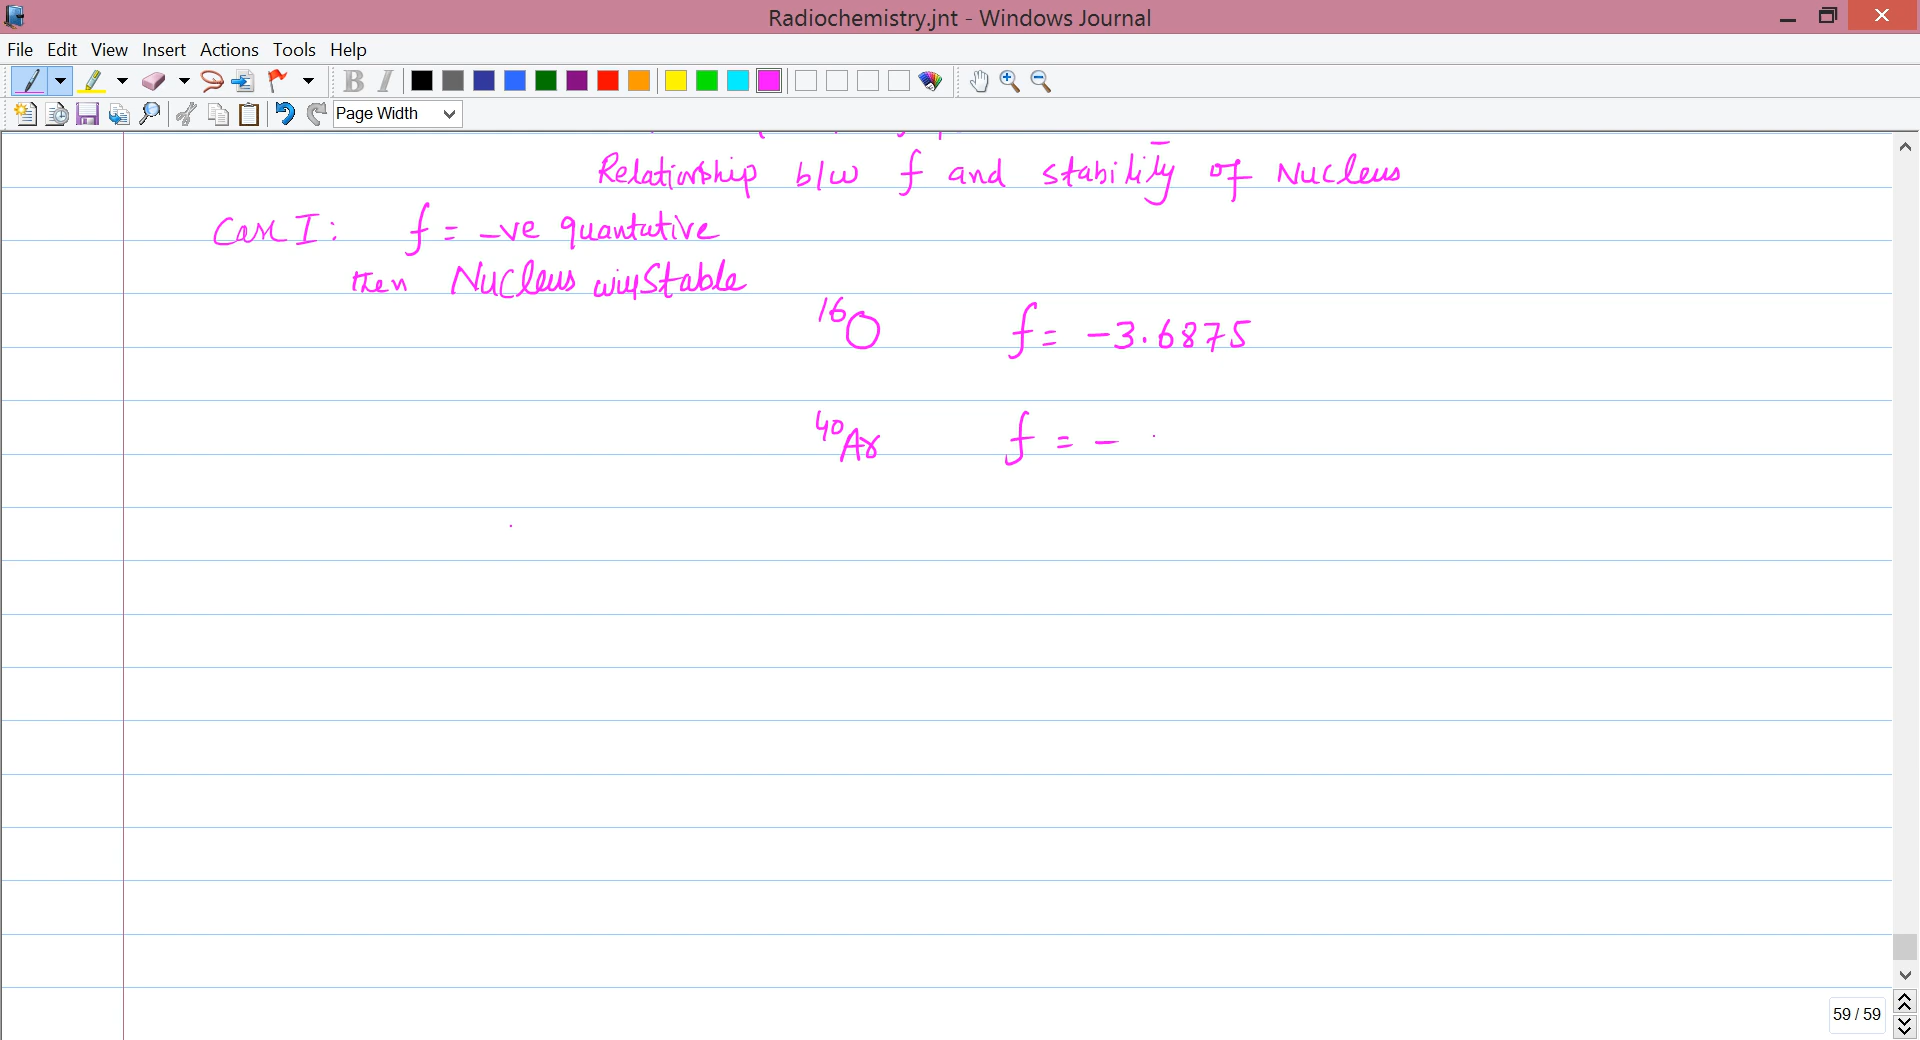 Radiochemistry.jnt - Windows Journal
File Edit View Insert Actions Tools Help
B I
Page Width
Relationship b/w f and stability of Nucleus
Case I: f = -ve quantative
then Nucleus will Stable
16O f = -3.6875
40Ar f = -
59 / 59